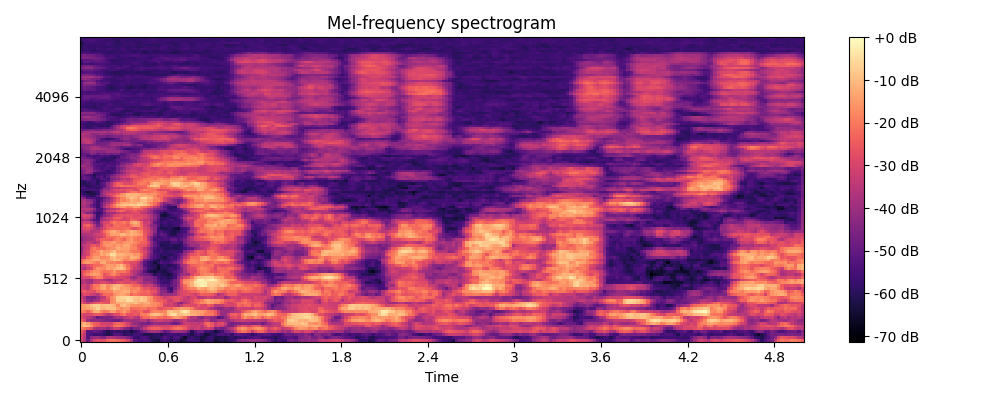 Mel-frequency spectrogram
+0 dB
4096
-10 dB
-20 dB
2048
-30 dB
Hz
1024
-40 dB
-50 dB
512
-60 dB
0
-70 dB
0 0.6 1.2 1.8 2.4 3 3.6 4.2 4.8
Time